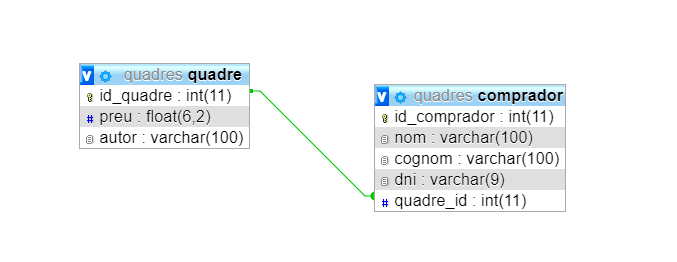 quadres quadre
id_quadre : int(11)
# preu : float(6,2)
autor : varchar(100)
quadres comprador
id_comprador : int(11)
nom : varchar(100)
cognom : varchar(100)
dni : varchar(9)
# quadre_id : int(11)